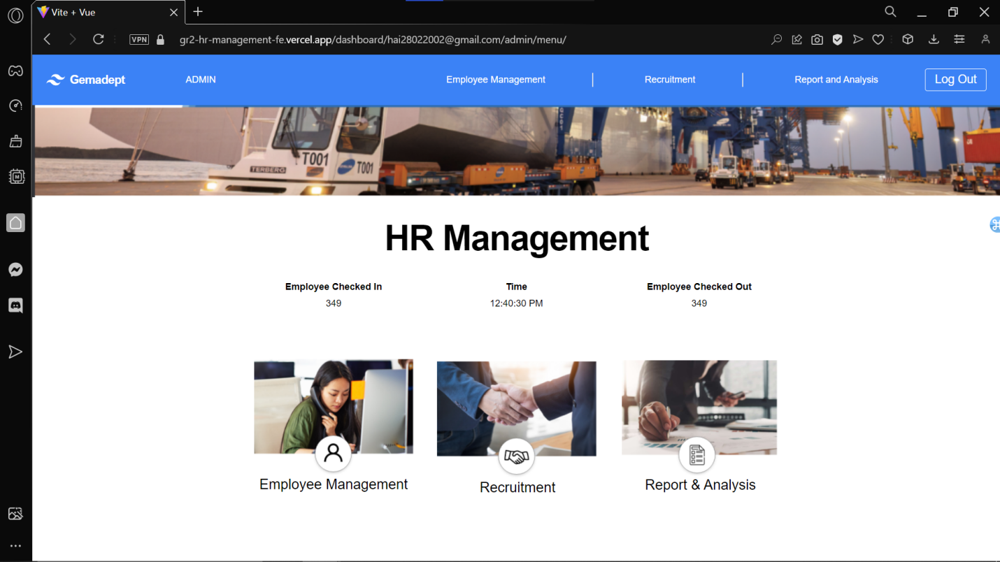 Vite + Vue
VPN
gr2-hr-management-fe.vercel.app/dashboard/hai28022002@gmail.com/admin/menu/
Gemadept
ADMIN
Employee Management
Recruitment
Report and Analysis
Log Out
T001
TERBERG
T001
HR Management
Employee Checked In
Time
Employee Checked Out
349
12:40:30 PM
349
Employee Management
Recruitment
Report & Analysis